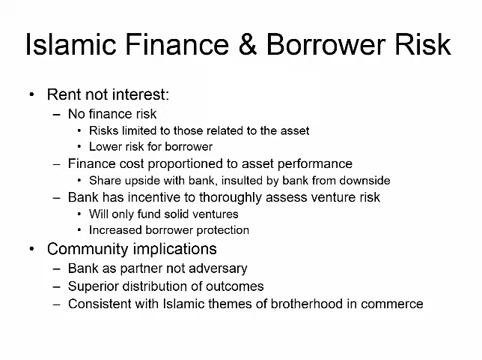 Islamic Finance & Borrower Risk
• Rent not interest:
– No finance risk
• Risks limited to those related to the asset
• Lower risk for borrower
– Finance cost proportioned to asset performance
• Share upside with bank, insulted by bank from downside
– Bank has incentive to thoroughly assess venture risk
• Will only fund solid ventures
• Increased borrower protection
• Community implications
– Bank as partner not adversary
– Superior distribution of outcomes
– Consistent with Islamic themes of brotherhood in commerce